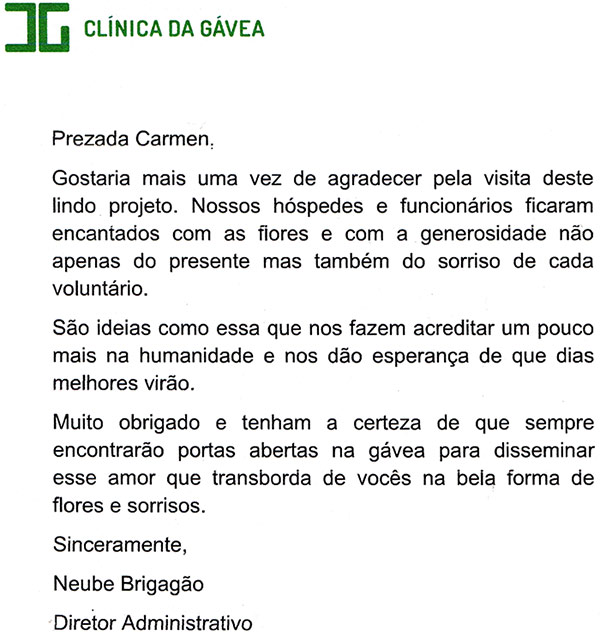 CLÍNICA DA GÁVEA
Prezada Carmen,
Gostaria mais uma vez de agradecer pela visita deste
lindo projeto. Nossos hóspedes e funcionários ficaram
encantados com as flores e com a generosidade não
apenas do presente mas também do sorriso de cada
voluntário.
São ideias como essa que nos fazem acreditar um pouco
mais na humanidade e nos dão esperança de que dias
melhores virão.
Muito obrigado e tenham a certeza de que sempre
encontrarão portas abertas na gávea para disseminar
esse amor que transborda de vocês na bela forma de
flores e sorrisos.
Sinceramente,
Neube Brigagão
Diretor Administrativo